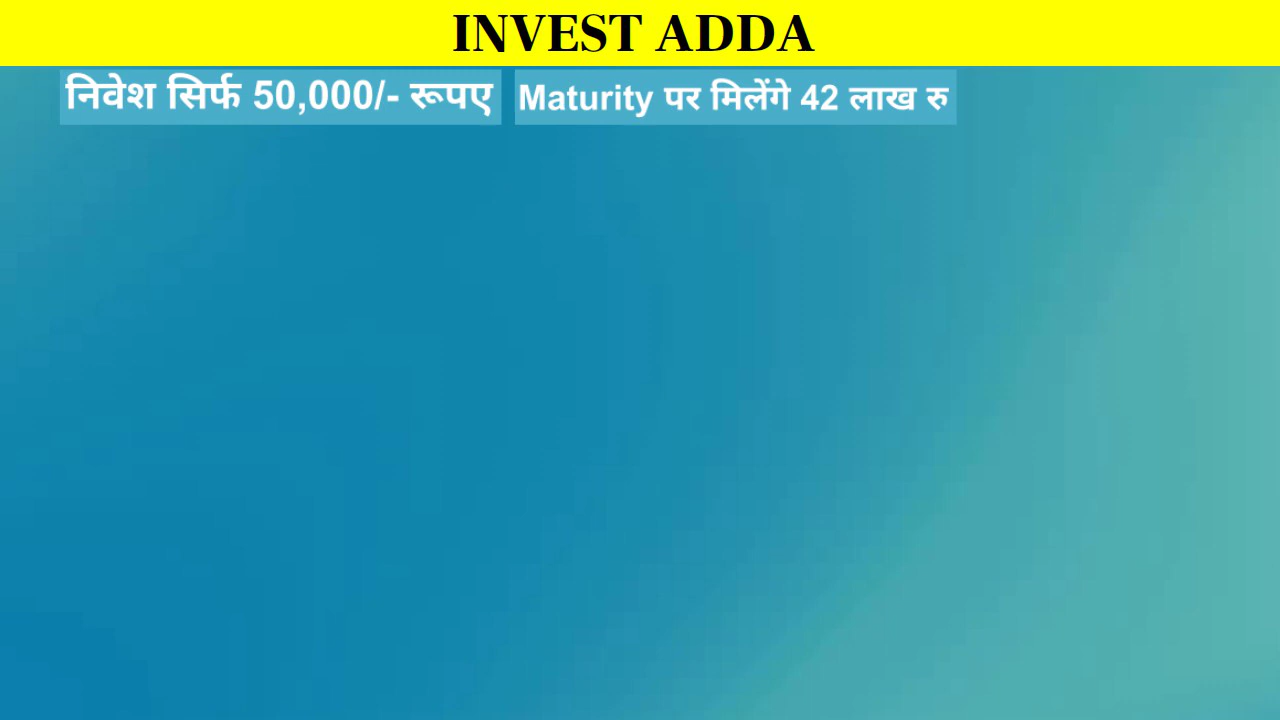 INVEST ADDA
निवेश सिर्फ 50,000/- रूपए Maturity पर मिलेंगे 42 लाख रु